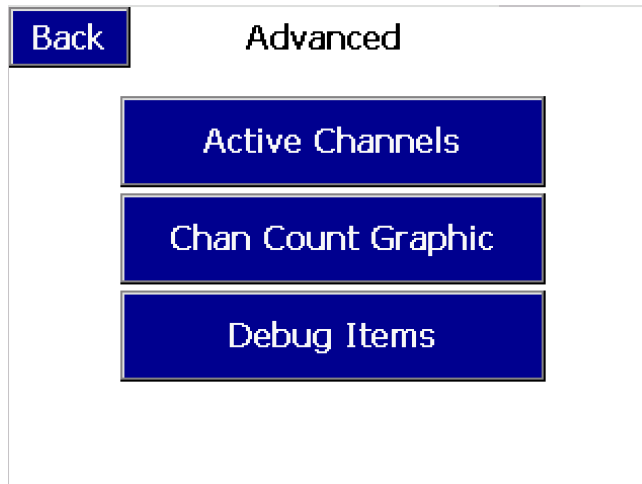 Back
Advanced
Active Channels
Chan Count Graphic
Debug Items